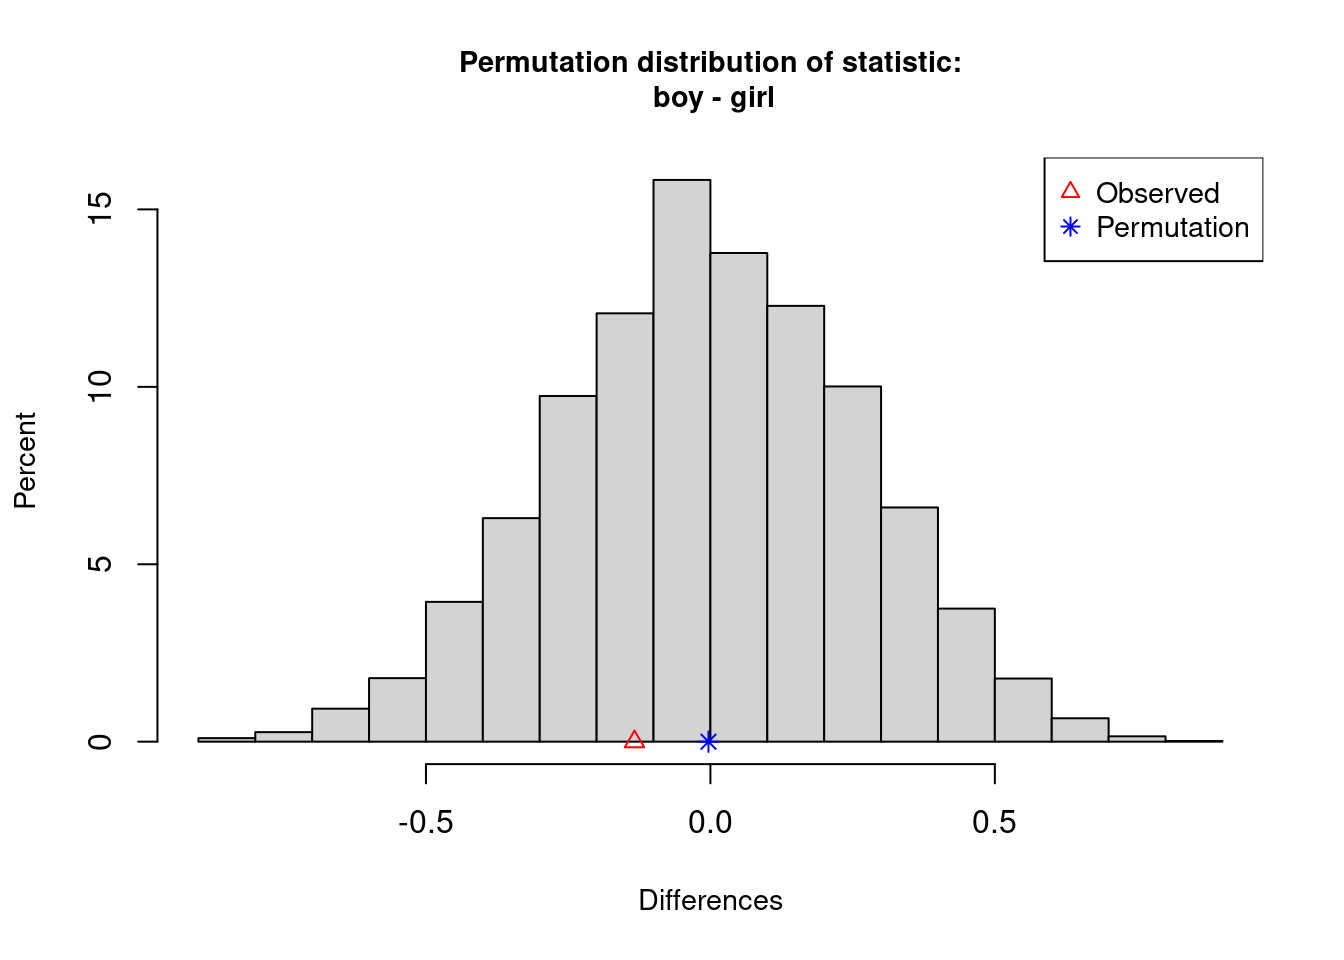 Permutation distribution of statistic:
boy - girl
Observed
Permutation
15
10
5
0
Percent
-0.5
0.0
0.5
Differences